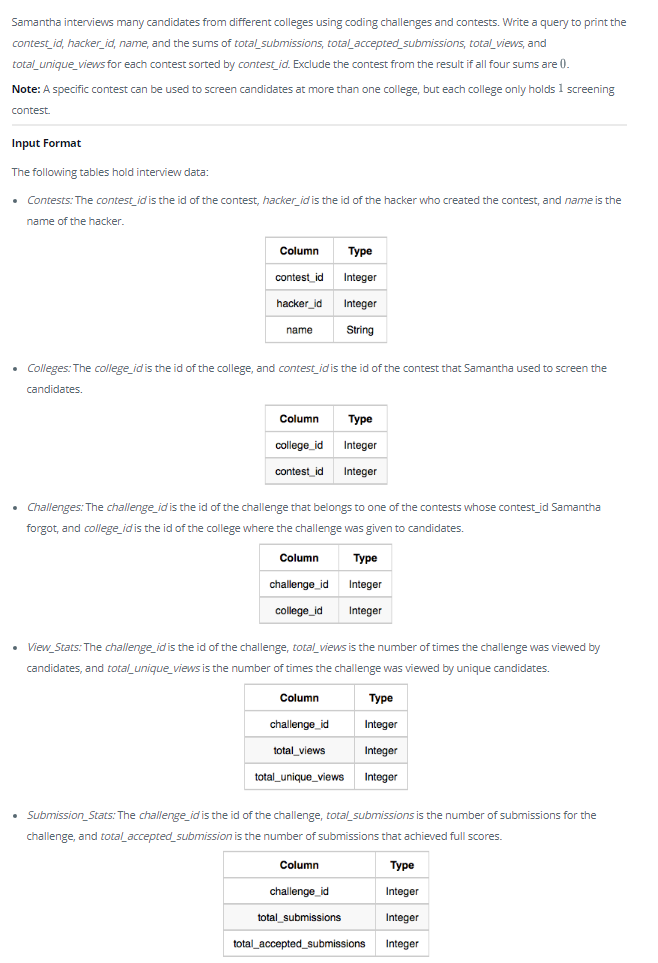 Samantha interviews many candidates from different colleges using coding challenges and contests. Write a query to print the
contest_id, hacker_id, name, and the sums of total_submissions, total_accepted_submissions, total_views, and
total_unique_views for each contest sorted by contest_id. Exclude the contest from the result if all four sums are 0.
Note: A specific contest can be used to screen candidates at more than one college, but each college only holds 1 screening
contest.
Input Format
The following tables hold interview data:
• Contests: The contest_id is the id of the contest, hacker_id is the id of the hacker who created the contest, and name is the
name of the hacker.
Column Type
contest_id Integer
hacker_id Integer
name String
• Colleges: The college_id is the id of the college, and contest_id is the id of the contest that Samantha used to screen the
candidates.
Column Type
college_id Integer
contest_id Integer
• Challenges: The challenge_id is the id of the challenge that belongs to one of the contests whose contest_id Samantha
forgot, and college_id is the id of the college where the challenge was given to candidates.
Column Type
challenge_id Integer
college_id Integer
• View_Stats: The challenge_id is the id of the challenge, total_views is the number of times the challenge was viewed by
candidates, and total_unique_views is the number of times the challenge was viewed by unique candidates.
Column Type
challenge_id Integer
total_views Integer
total_unique_views Integer
• Submission_Stats: The challenge_id is the id of the challenge, total_submissions is the number of submissions for the
challenge, and total_accepted_submission is the number of submissions that achieved full scores.
Column Type
challenge_id Integer
total_submissions Integer
total_accepted_submissions Integer